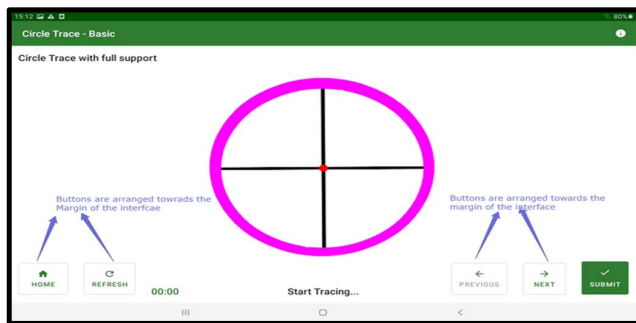 15:12
80%
Circle Trace - Basic
Circle Trace with full support
Buttons are arranged towrads the
Margin of the interfcae
Buttons are arranged towards the
margin of the interface
HOME
REFRESH
00:00
Start Tracing...
PREVIOUS
NEXT
SUBMIT